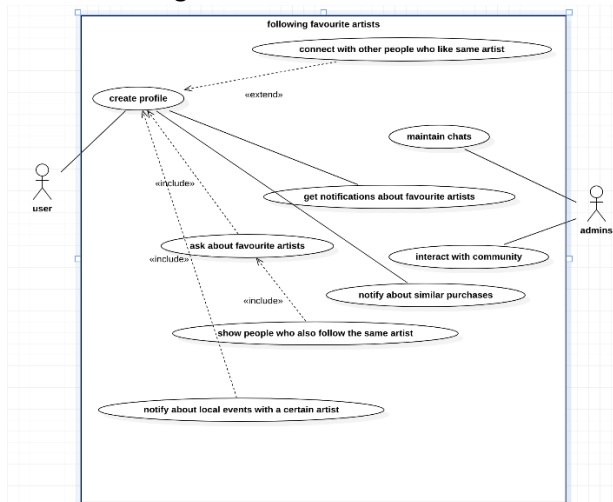 following favourite artists
connect with other people who like same artist
«extend»
create profile
maintain chats
user
«include»
get notifications about favourite artists
admins
ask about favourite artists
«include»
interact with community
«include»
notify about similar purchases
show people who also follow the same artist
notify about local events with a certain artist